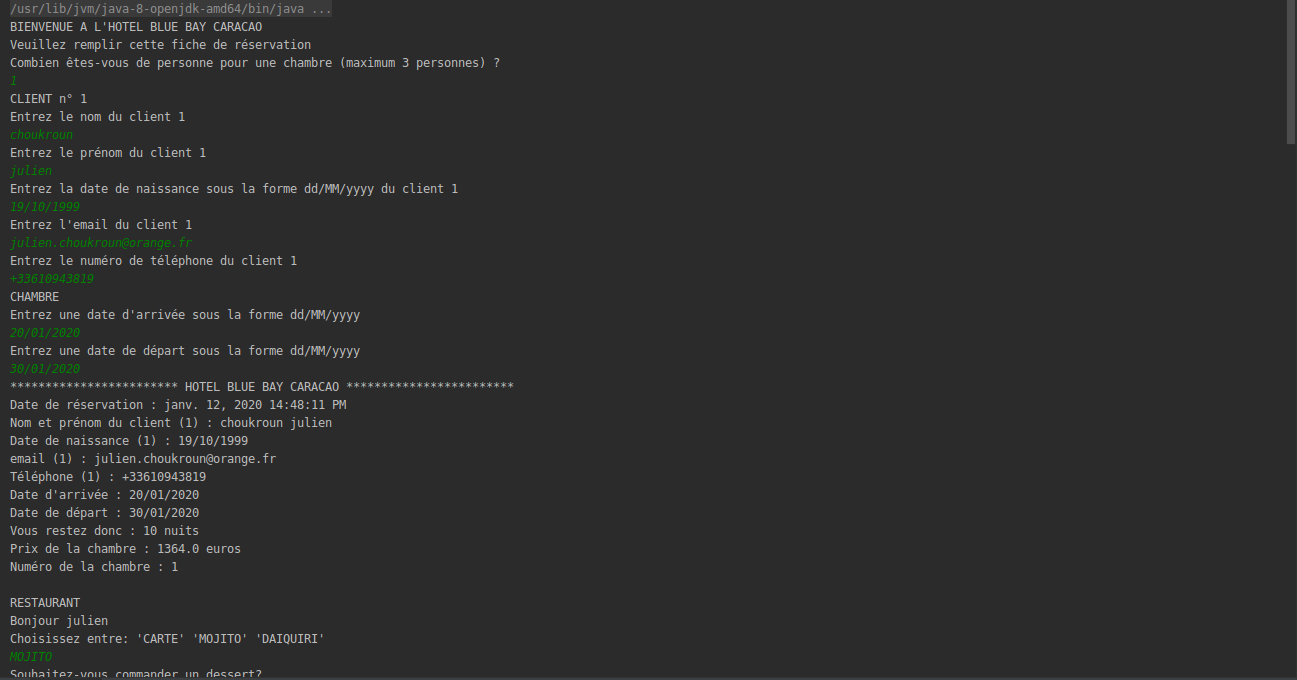 /usr/lib/jvm/java-8-openjdk-amd64/bin/java ...
BIENVENUE A L'HOTEL BLUE BAY CARACAO
Veuillez remplir cette fiche de réservation
Combien êtes-vous de personne pour une chambre (maximum 3 personnes) ?
1
CLIENT n° 1
Entrez le nom du client 1
choukroun
Entrez le prénom du client 1
julien
Entrez la date de naissance sous la forme dd/MM/yyyy du client 1
19/10/1999
Entrez l'email du client 1
julien.choukroun@orange.fr
Entrez le numéro de téléphone du client 1
+33610943819
CHAMBRE
Entrez une date d'arrivée sous la forme dd/MM/yyyy
20/01/2020
Entrez une date de départ sous la forme dd/MM/yyyy
30/01/2020
************************ HOTEL BLUE BAY CARACAO ************************
Date de réservation : janv. 12, 2020 14:48:11 PM
Nom et prénom du client (1) : choukroun julien
Date de naissance (1) : 19/10/1999
email (1) : julien.choukroun@orange.fr
Téléphone (1) : +33610943819
Date d'arrivée : 20/01/2020
Date de départ : 30/01/2020
Vous restez donc : 10 nuits
Prix de la chambre : 1364.0 euros
Numéro de la chambre : 1
RESTAURANT
Bonjour julien
Choisissez entre: 'CARTE' 'MOJITO' 'DAIQUIRI'
MOJITO
Souhaitez-vous commander un dessert?